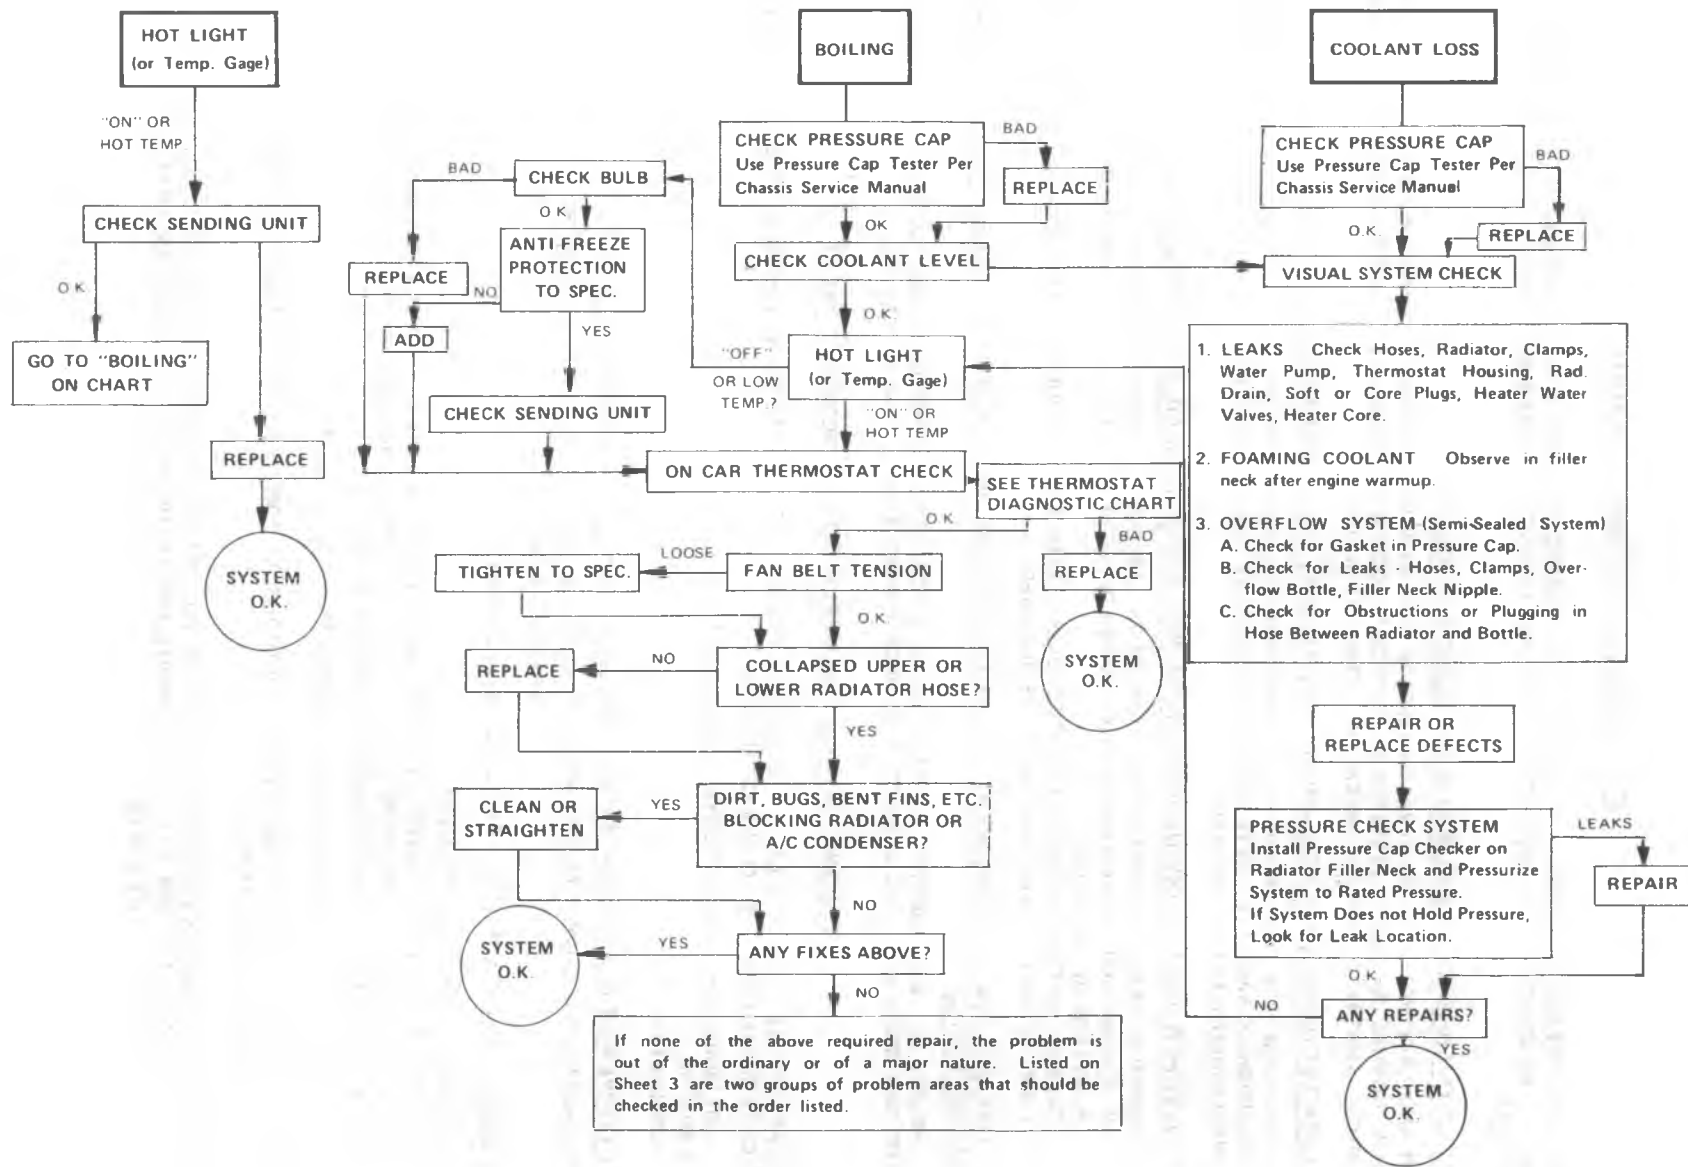 HOT LIGHT
(or Temp. Gage)
"ON" OR
HOT TEMP.
CHECK SENDING UNIT
O.K.
GO TO "BOILING"
ON CHART
REPLACE
SYSTEM
O.K.
BOILING
CHECK PRESSURE CAP
Use Pressure Cap Tester Per
Chassis Service Manual
BAD
REPLACE
OK
CHECK COOLANT LEVEL
O.K.
HOT LIGHT
(or Temp. Gage)
"OFF"
OR LOW
TEMP.?
CHECK BULB
BAD
REPLACE
O.K.
ANTI-FREEZE
PROTECTION
TO SPEC.
NO
ADD
YES
CHECK SENDING UNIT
"ON" OR
HOT TEMP
ON CAR THERMOSTAT CHECK
SEE THERMOSTAT
DIAGNOSTIC CHART
BAD
REPLACE
SYSTEM
O.K.
O.K.
FAN BELT TENSION
LOOSE
TIGHTEN TO SPEC.
O.K.
COLLAPSED UPPER OR
LOWER RADIATOR HOSE?
NO
REPLACE
YES
DIRT, BUGS, BENT FINS, ETC.
BLOCKING RADIATOR OR
A/C CONDENSER?
YES
CLEAN OR
STRAIGHTEN
NO
ANY FIXES ABOVE?
YES
SYSTEM
O.K.
NO
If none of the above required repair, the problem is
out of the ordinary or of a major nature. Listed on
Sheet 3 are two groups of problem areas that should be
checked in the order listed.
COOLANT LOSS
CHECK PRESSURE CAP
Use Pressure Cap Tester Per
Chassis Service Manual
BAD
REPLACE
O.K.
VISUAL SYSTEM CHECK
1. LEAKS Check Hoses, Radiator, Clamps,
Water Pump, Thermostat Housing, Rad.
Drain, Soft or Core Plugs, Heater Water
Valves, Heater Core.
2. FOAMING COOLANT Observe in filler
neck after engine warmup.
3. OVERFLOW SYSTEM (Semi-Sealed System)
A. Check for Gasket in Pressure Cap.
B. Check for Leaks - Hoses, Clamps, Over-
flow Bottle, Filler Neck Nipple.
C. Check for Obstructions or Plugging in
Hose Between Radiator and Bottle.
REPAIR OR
REPLACE DEFECTS
PRESSURE CHECK SYSTEM
Install Pressure Cap Checker on
Radiator Filler Neck and Pressurize
System to Rated Pressure.
If System Does not Hold Pressure,
Look for Leak Location.
LEAKS
REPAIR
O.K.
ANY REPAIRS?
NO
YES
SYSTEM
O.K.